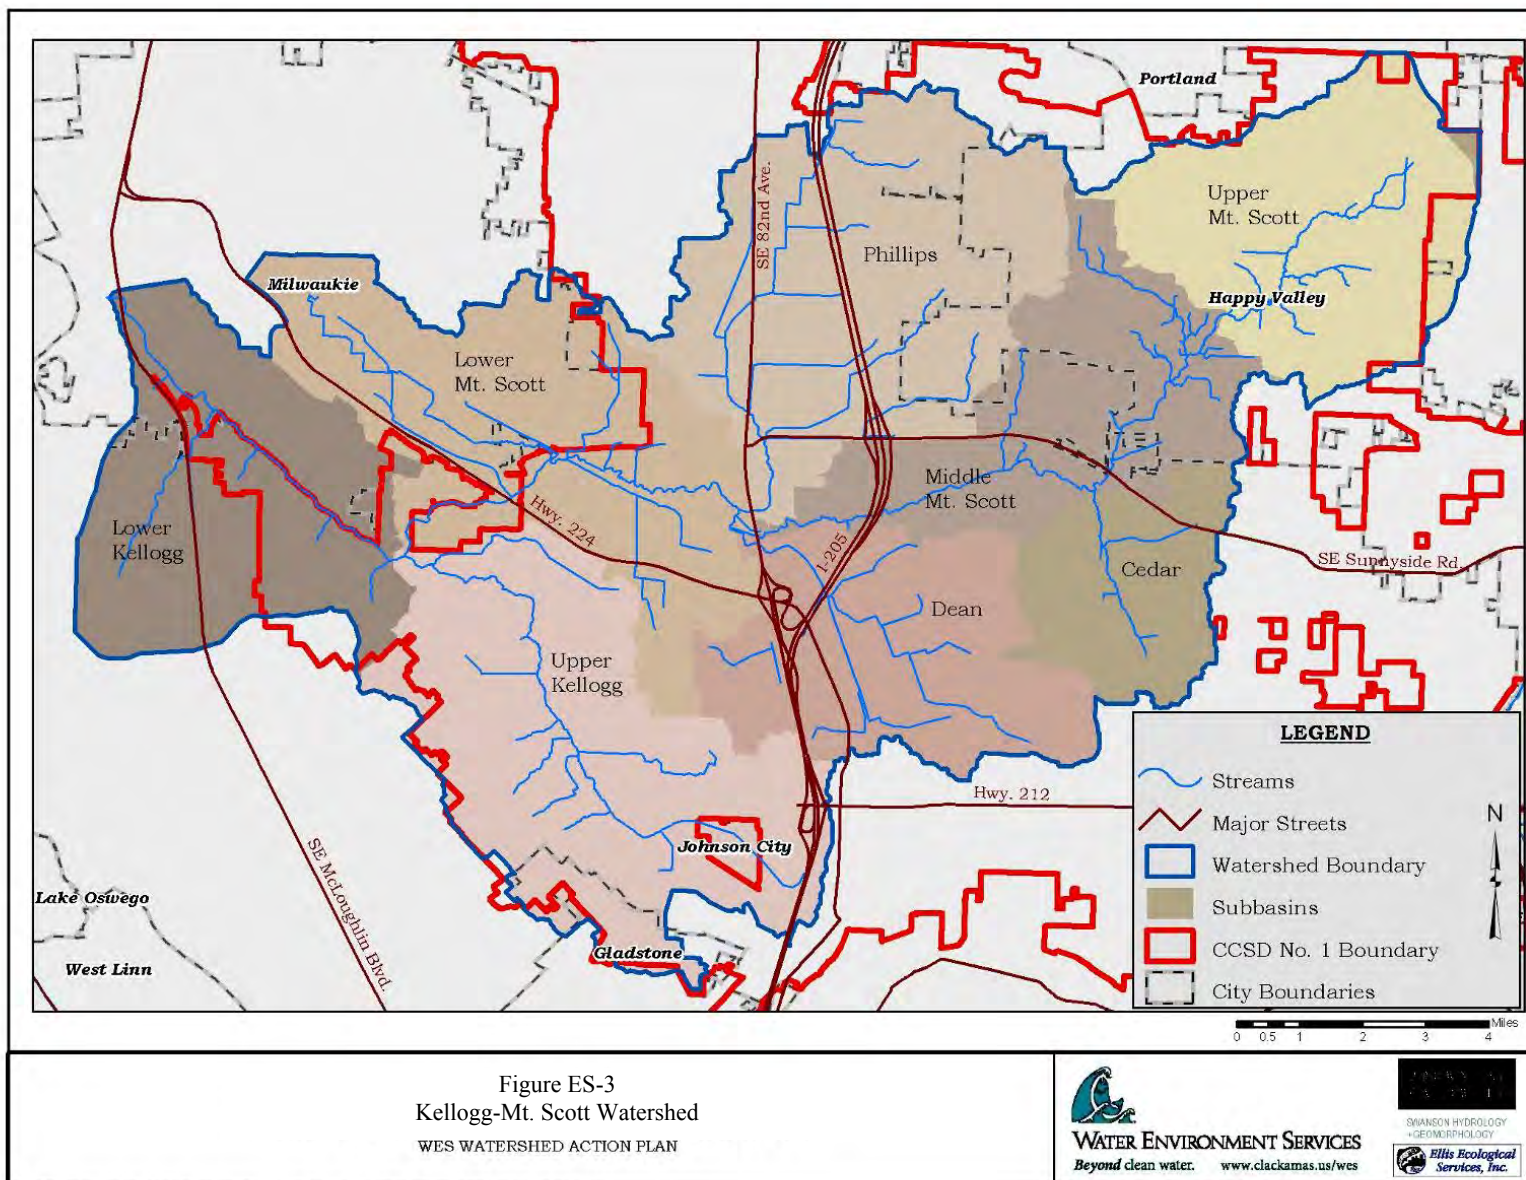 Portland
SE 82nd Ave.
Upper
Mt. Scott
Phillips
Milwaukie
Happy Valley
Lower
Mt. Scott
Middle
Mt. Scott
Hwy. 224
Lower
Kellogg
I-205
SE Sunnyside Rd.
Cedar
Dean
Upper
Kellogg
Hwy. 212
Johnson City
SE McLoughlin Blvd.
Lake Oswego
West Linn
Gladstone
LEGEND
Streams
Major Streets
Watershed Boundary
Subbasins
CCSD No. 1 Boundary
City Boundaries
N
Miles
0 0.5 1 2 3 4
Figure ES-3
Kellogg-Mt. Scott Watershed
WES WATERSHED ACTION PLAN
WATER ENVIRONMENT SERVICES
Beyond clean water. www.clackamas.us/wes
SWANSON HYDROLOGY
+GEOMORPHOLOGY
Ellis Ecological
Services, Inc.